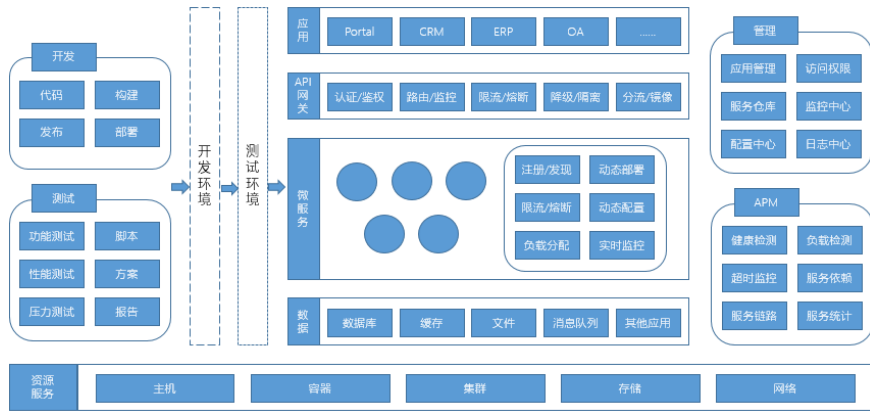 开发
代码
构建
发布
部署
测试
功能测试
脚本
性能测试
方案
压力测试
报告
开发环境
测试环境
应用
Portal
CRM
ERP
OA
......
API
网关
认证/鉴权
路由/监控
限流/熔断
降级/隔离
分流/镜像
微服务
注册/发现
动态部署
限流/熔断
动态配置
负载分配
实时监控
数据
数据库
缓存
文件
消息队列
其他应用
管理
应用管理
访问权限
服务仓库
监控中心
配置中心
日志中心
APM
健康检测
负载检测
超时监控
服务依赖
服务链路
服务统计
资源
服务
主机
容器
集群
存储
网络